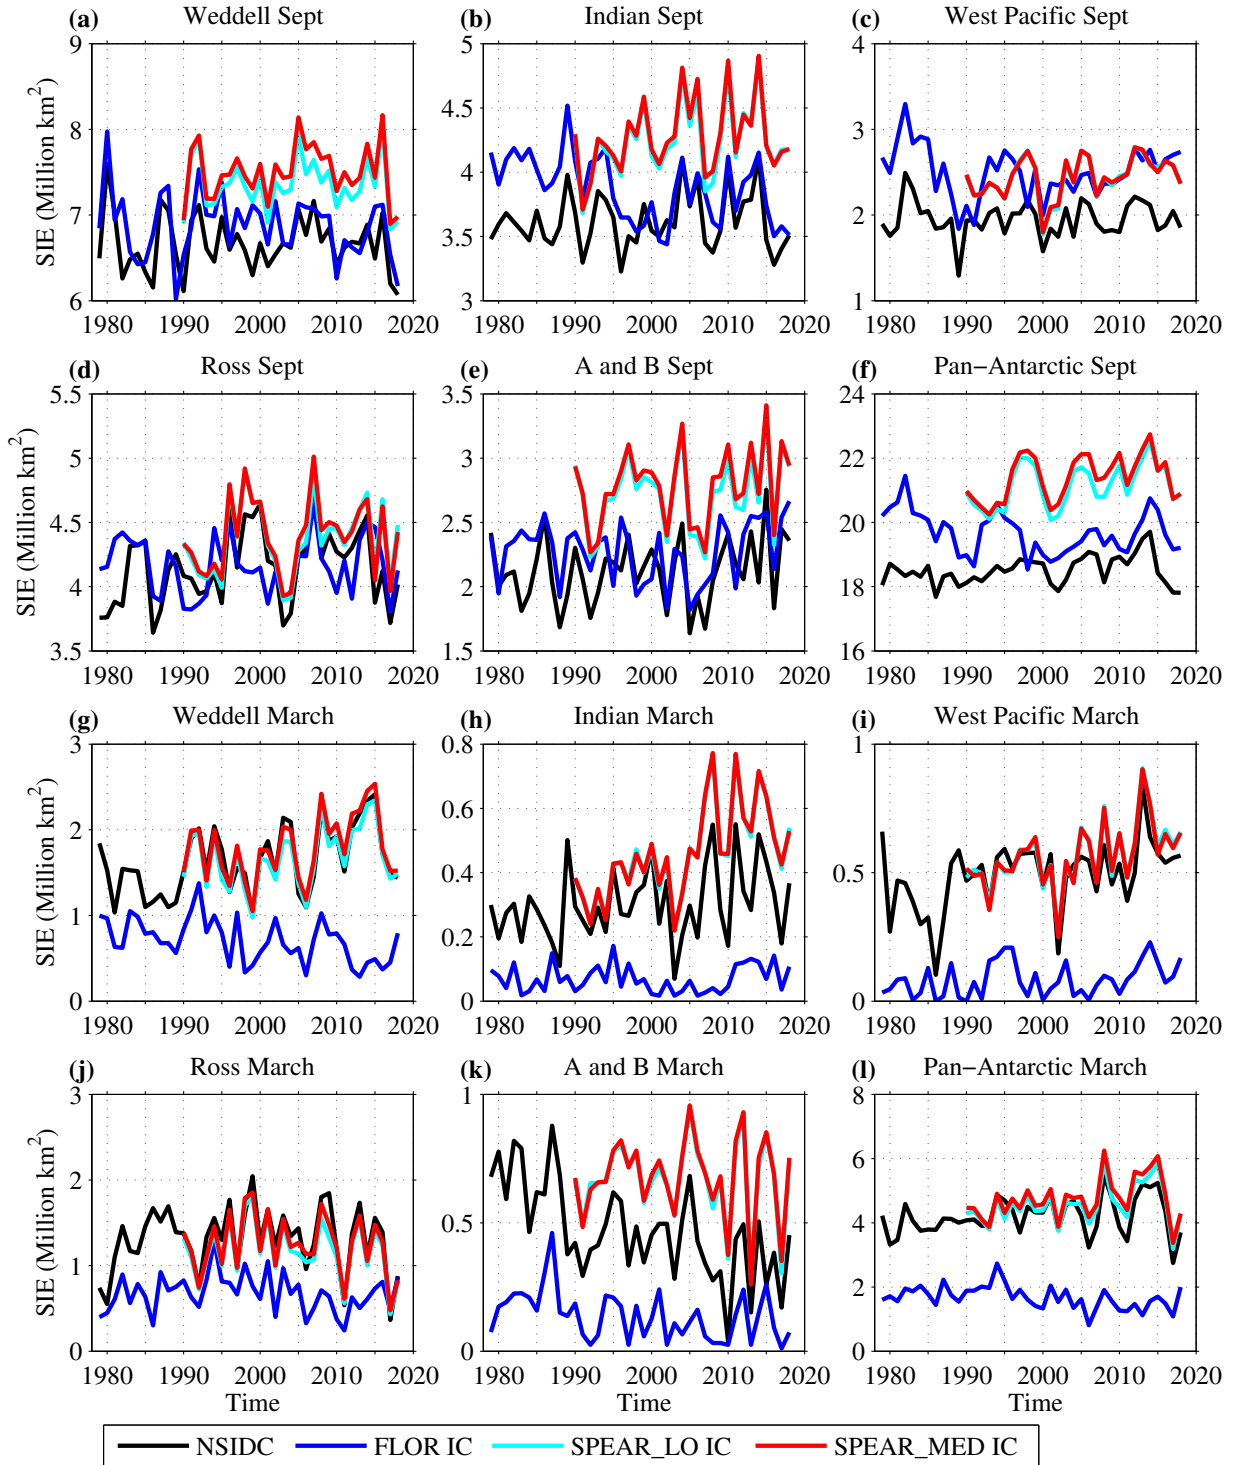 (a) Weddell Sept
(b) Indian Sept
(c) West Pacific Sept
SIE (Million km²)
9
8
7
6
5
4.5
4
3.5
3
4
3
2
1
1980 1990 2000 2010 2020
1980 1990 2000 2010 2020
1980 1990 2000 2010 2020
(d) Ross Sept
(e) A and B Sept
(f) Pan−Antarctic Sept
SIE (Million km²)
5.5
5
4.5
4
3.5
3.5
3
2.5
2
1.5
24
22
20
18
16
1980 1990 2000 2010 2020
1980 1990 2000 2010 2020
1980 1990 2000 2010 2020
(g) Weddell March
(h) Indian March
(i) West Pacific March
SIE (Million km²)
3
2
1
0
0.8
0.6
0.4
0.2
0
1
0.5
0
1980 1990 2000 2010 2020
1980 1990 2000 2010 2020
1980 1990 2000 2010 2020
(j) Ross March
(k) A and B March
(l) Pan−Antarctic March
SIE (Million km²)
3
2
1
0
1
0.5
0
8
6
4
2
0
1980 1990 2000 2010 2020
1980 1990 2000 2010 2020
1980 1990 2000 2010 2020
Time
Time
Time
NSIDC FLOR IC SPEAR_LO IC SPEAR_MED IC